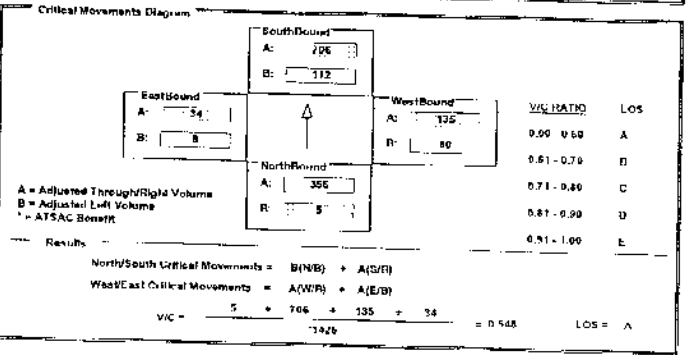 Critical Movements Diagram
SouthBound
A: 706
B: 112
EastBound
A: 34
B: 8
WestBound
A: 135
B: 80
NorthBound
A: 356
B: 5
V/C RATIO LOS
0.00 - 0.60 A
0.61 - 0.70 B
0.71 - 0.80 C
0.81 - 0.90 D
0.91 - 1.00 E
A = Adjusted Through/Right Volume
B = Adjusted Left Volume
* = ATSAC Benefit
Results
North/South Critical Movements = B(N/B) + A(S/B)
West/East Critical Movements = A(W/B) + A(E/B)
V/C = 5 + 706 + 135 + 34 = 0.548 LOS = A
*1425